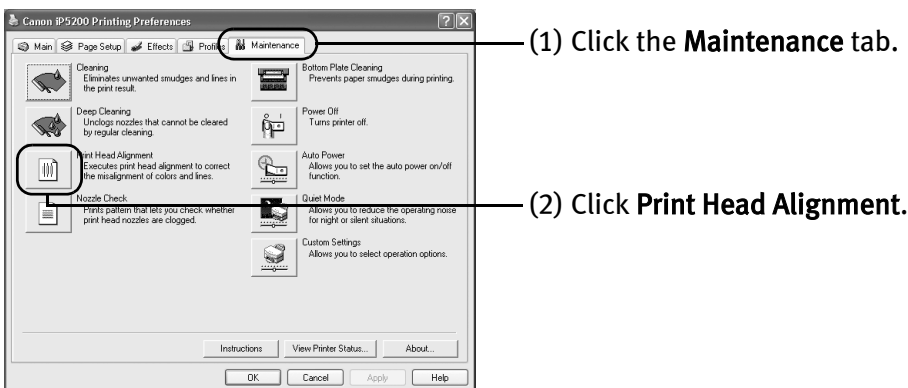 Canon iP5200 Printing Preferences
Main Page Setup Effects Profiles Maintenance
(1) Click the Maintenance tab.
Cleaning
Eliminates unwanted smudges and lines in
the print result.
Bottom Plate Cleaning
Prevents paper smudges during printing.
Deep Cleaning
Unclogs nozzles that cannot be cleared
by regular cleaning.
Power Off
Turns printer off.
Print Head Alignment
Executes print head alignment to correct
the misalignment of colors and lines.
Auto Power
Allows you to set the auto power on/off
function.
Nozzle Check
Prints pattern that lets you check whether
print head nozzles are clogged.
Quiet Mode
Allows you to reduce the operating noise
for night or silent situations.
(2) Click Print Head Alignment.
Custom Settings
Allows you to select operation options.
Instructions View Printer Status... About...
OK Cancel Apply Help